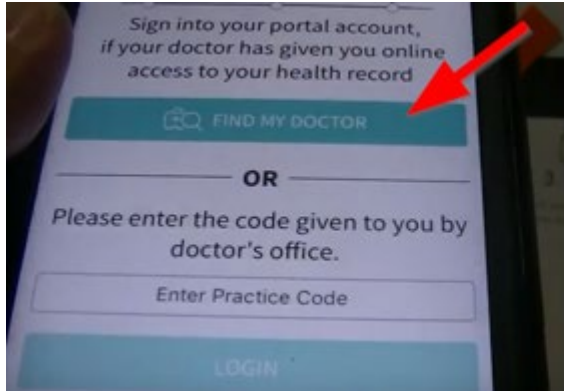 Sign into your portal account,
if your doctor has given you online
access to your health record
FIND MY DOCTOR
OR
Please enter the code given to you by
doctor's office.
Enter Practice Code
LOGIN